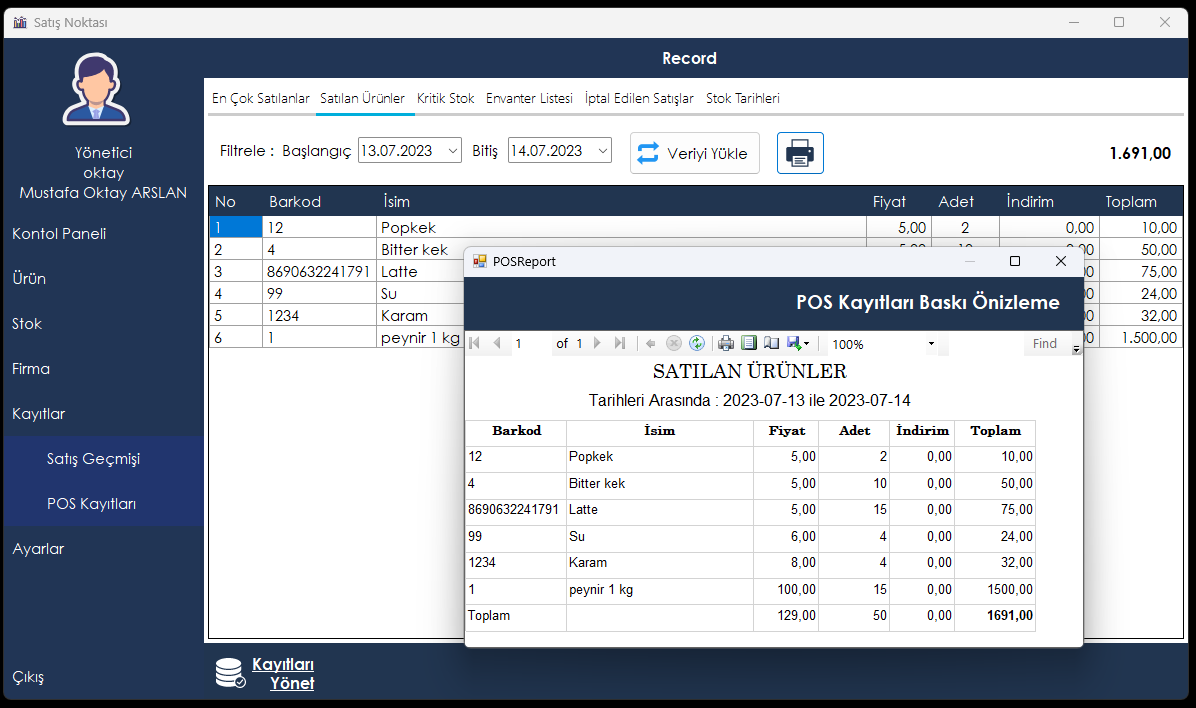 Satış Noktası
Record
Yönetici
oktay
Mustafa Oktay ARSLAN
Kontol Paneli
Ürün
Stok
Firma
Kayıtlar
Satış Geçmişi
POS Kayıtları
Ayarlar
Çıkış
En Çok Satılanlar Satılan Ürünler Kritik Stok Envanter Listesi İptal Edilen Satışlar Stok Tarihleri
Filtrele : Başlangıç 13.07.2023 Bitiş 14.07.2023 Veriyi Yükle 1.691,00
No Barkod İsim Fiyat Adet İndirim Toplam
1 12 Popkek 5,00 2 0,00 10,00
2 4 Bitter kek 50,00
3 8690632241791 Latte 75,00
4 99 Su 24,00
5 1234 Karam 32,00
6 1 peynir 1 kg 1.500,00
POSReport
POS Kayıtları Baskı Önizleme
1 of 1 100% Find
SATILAN ÜRÜNLER
Tarihleri Arasında : 2023-07-13 ile 2023-07-14
Barkod İsim Fiyat Adet İndirim Toplam
12 Popkek 5,00 2 0,00 10,00
4 Bitter kek 5,00 10 0,00 50,00
8690632241791 Latte 5,00 15 0,00 75,00
99 Su 6,00 4 0,00 24,00
1234 Karam 8,00 4 0,00 32,00
1 peynir 1 kg 100,00 15 0,00 1500,00
Toplam 129,00 50 0,00 1691,00
Kayıtları
Yönet